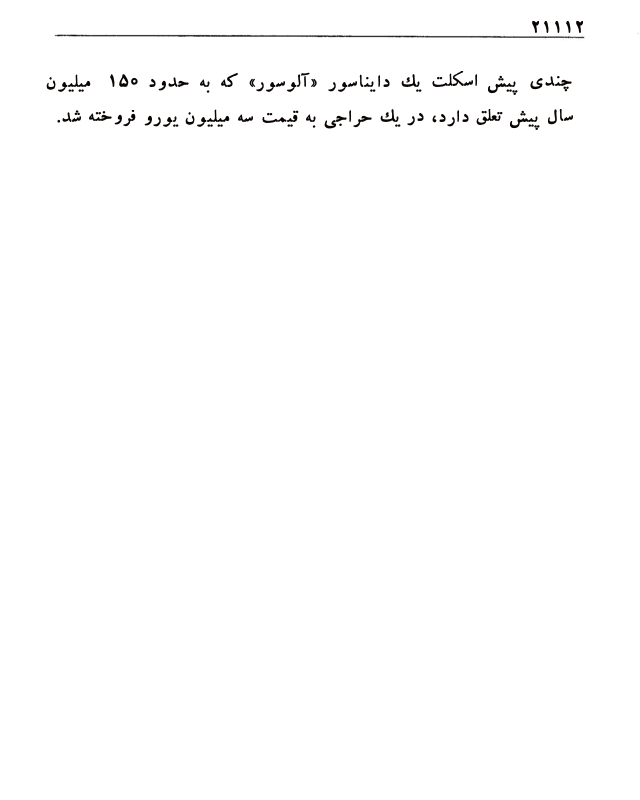 ۲۱۱۱۲
چندی پیش اسکلت یك دایناسور «آلوسور» که به حدود ۱۵۰ میلیون
سال پیش تعلق دارد، در یك حراجی به قیمت سه میلیون یورو فروخته شد.